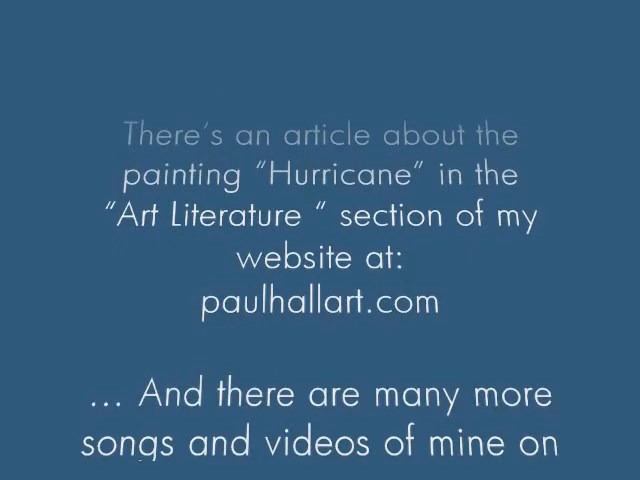 There's an article about the
painting "Hurricane" in the
"Art Literature " section of my
website at:
paulhallart.com
... And there are many more
songs and videos of mine on